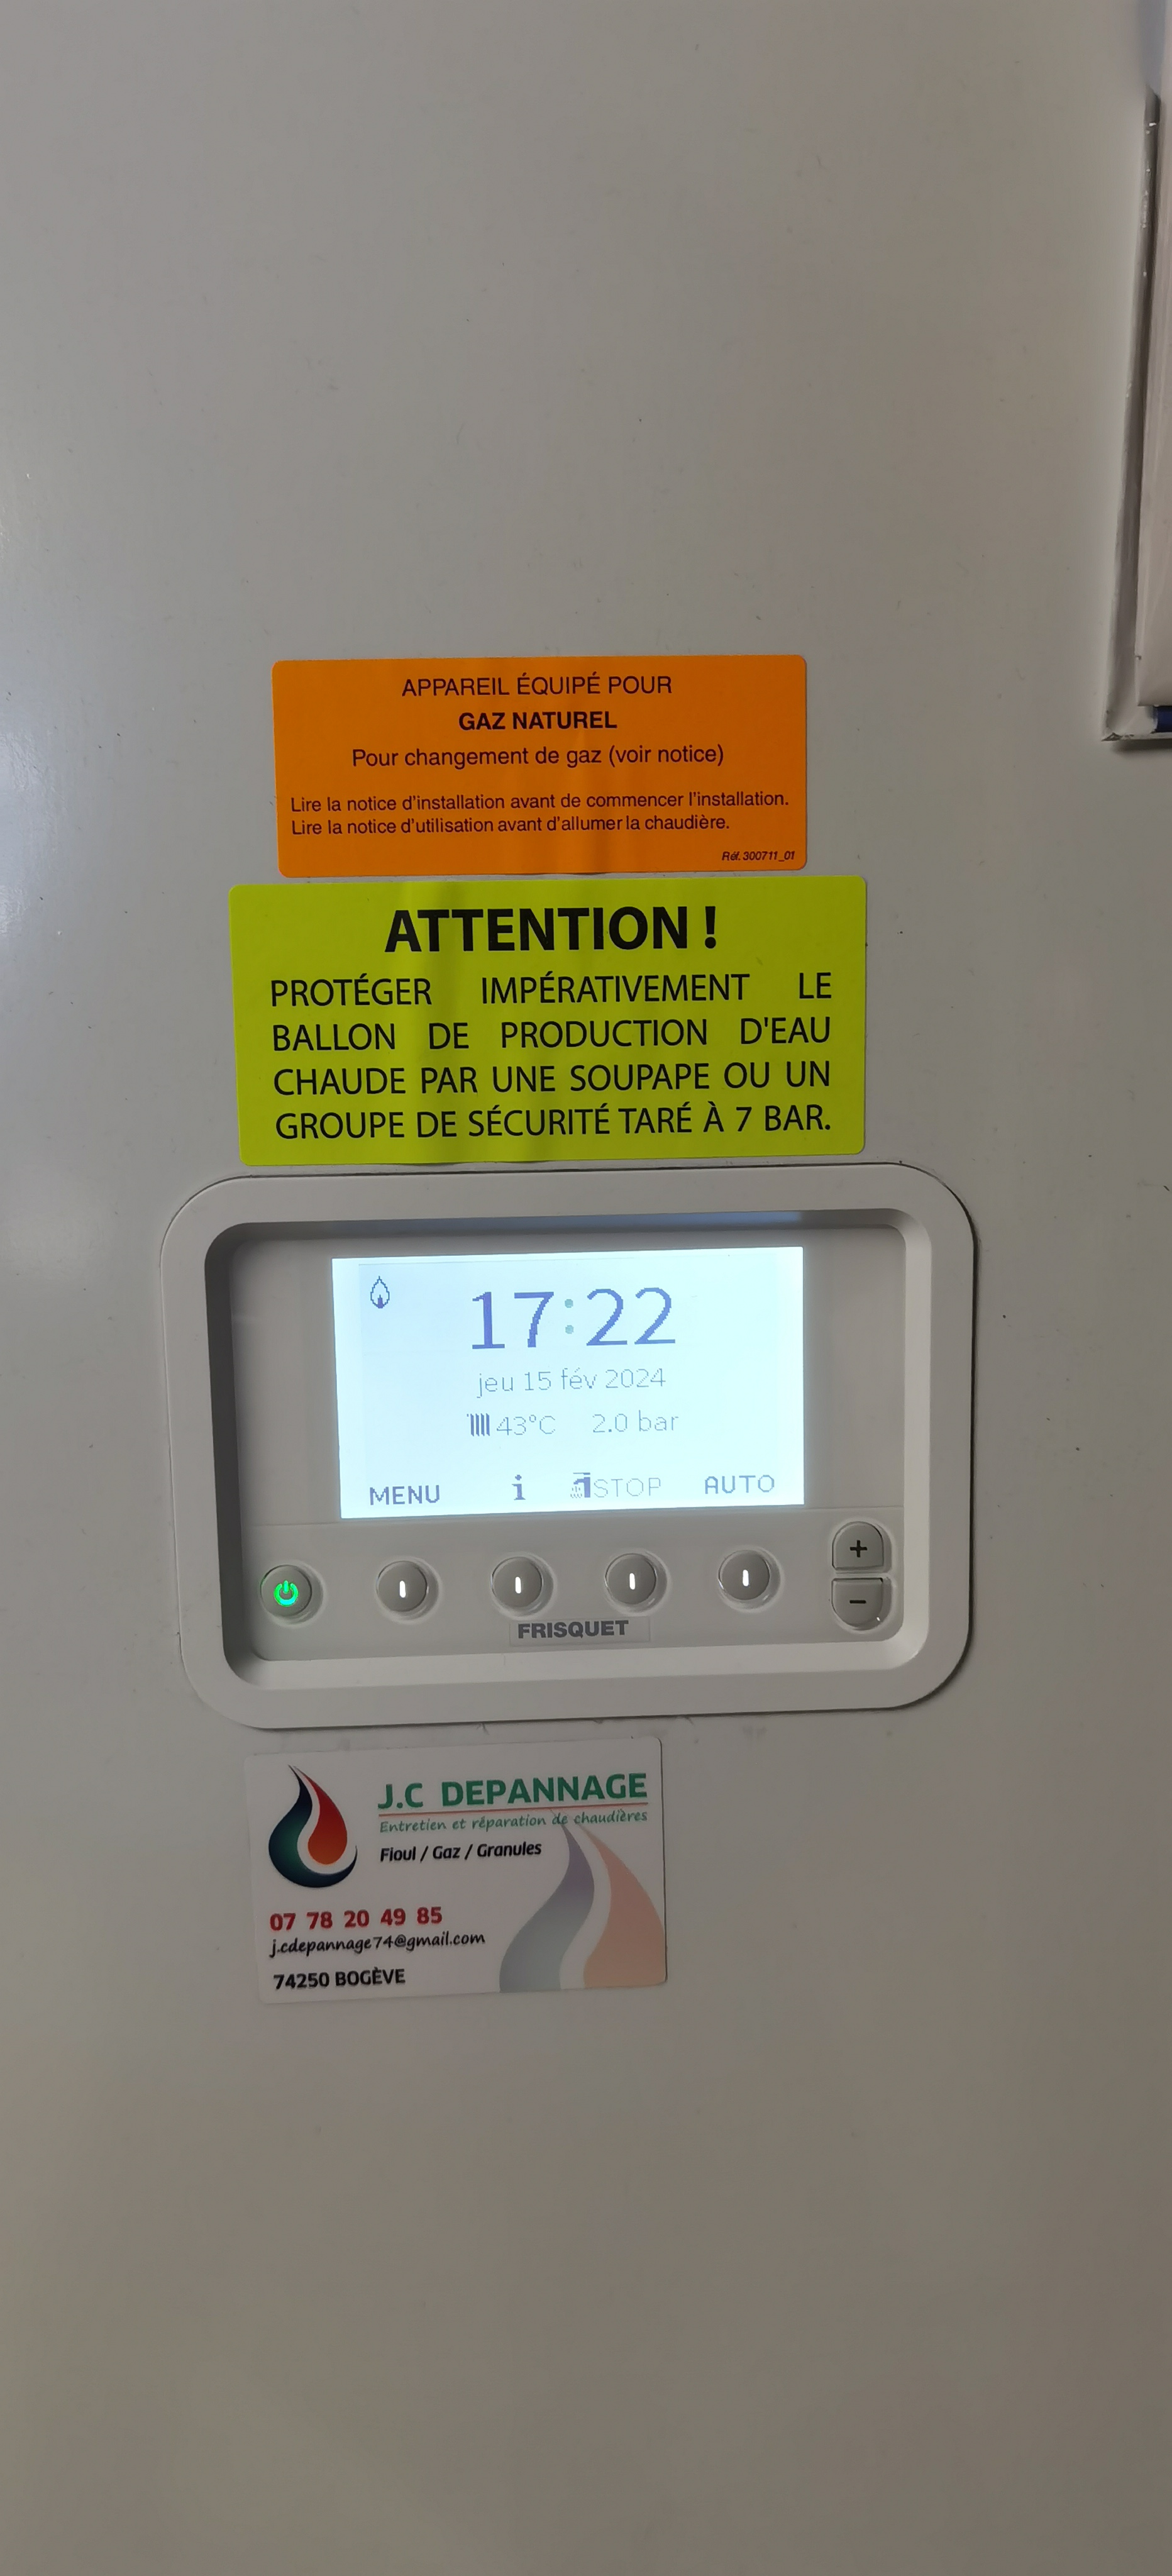 APPAREIL ÉQUIPÉ POUR
GAZ NATUREL
Pour changement de gaz (voir notice)
Lire la notice d'installation avant de commencer l'installation.
Lire la notice d'utilisation avant d'allumer la chaudière.
Réf. 300711_01
ATTENTION !
PROTÉGER IMPÉRATIVEMENT LE
BALLON DE PRODUCTION D'EAU
CHAUDE PAR UNE SOUPAPE OU UN
GROUPE DE SÉCURITÉ TARÉ À 7 BAR.
17:22
jeu 15 fév 2024
43°C 2.0 bar
MENU i STOP AUTO
+
−
FRISQUET
J.C DEPANNAGE
Entretien et réparation de chaudières
Fioul / Gaz / Granules
07 78 20 49 85
j.cdepannage74@gmail.com
74250 BOGÈVE